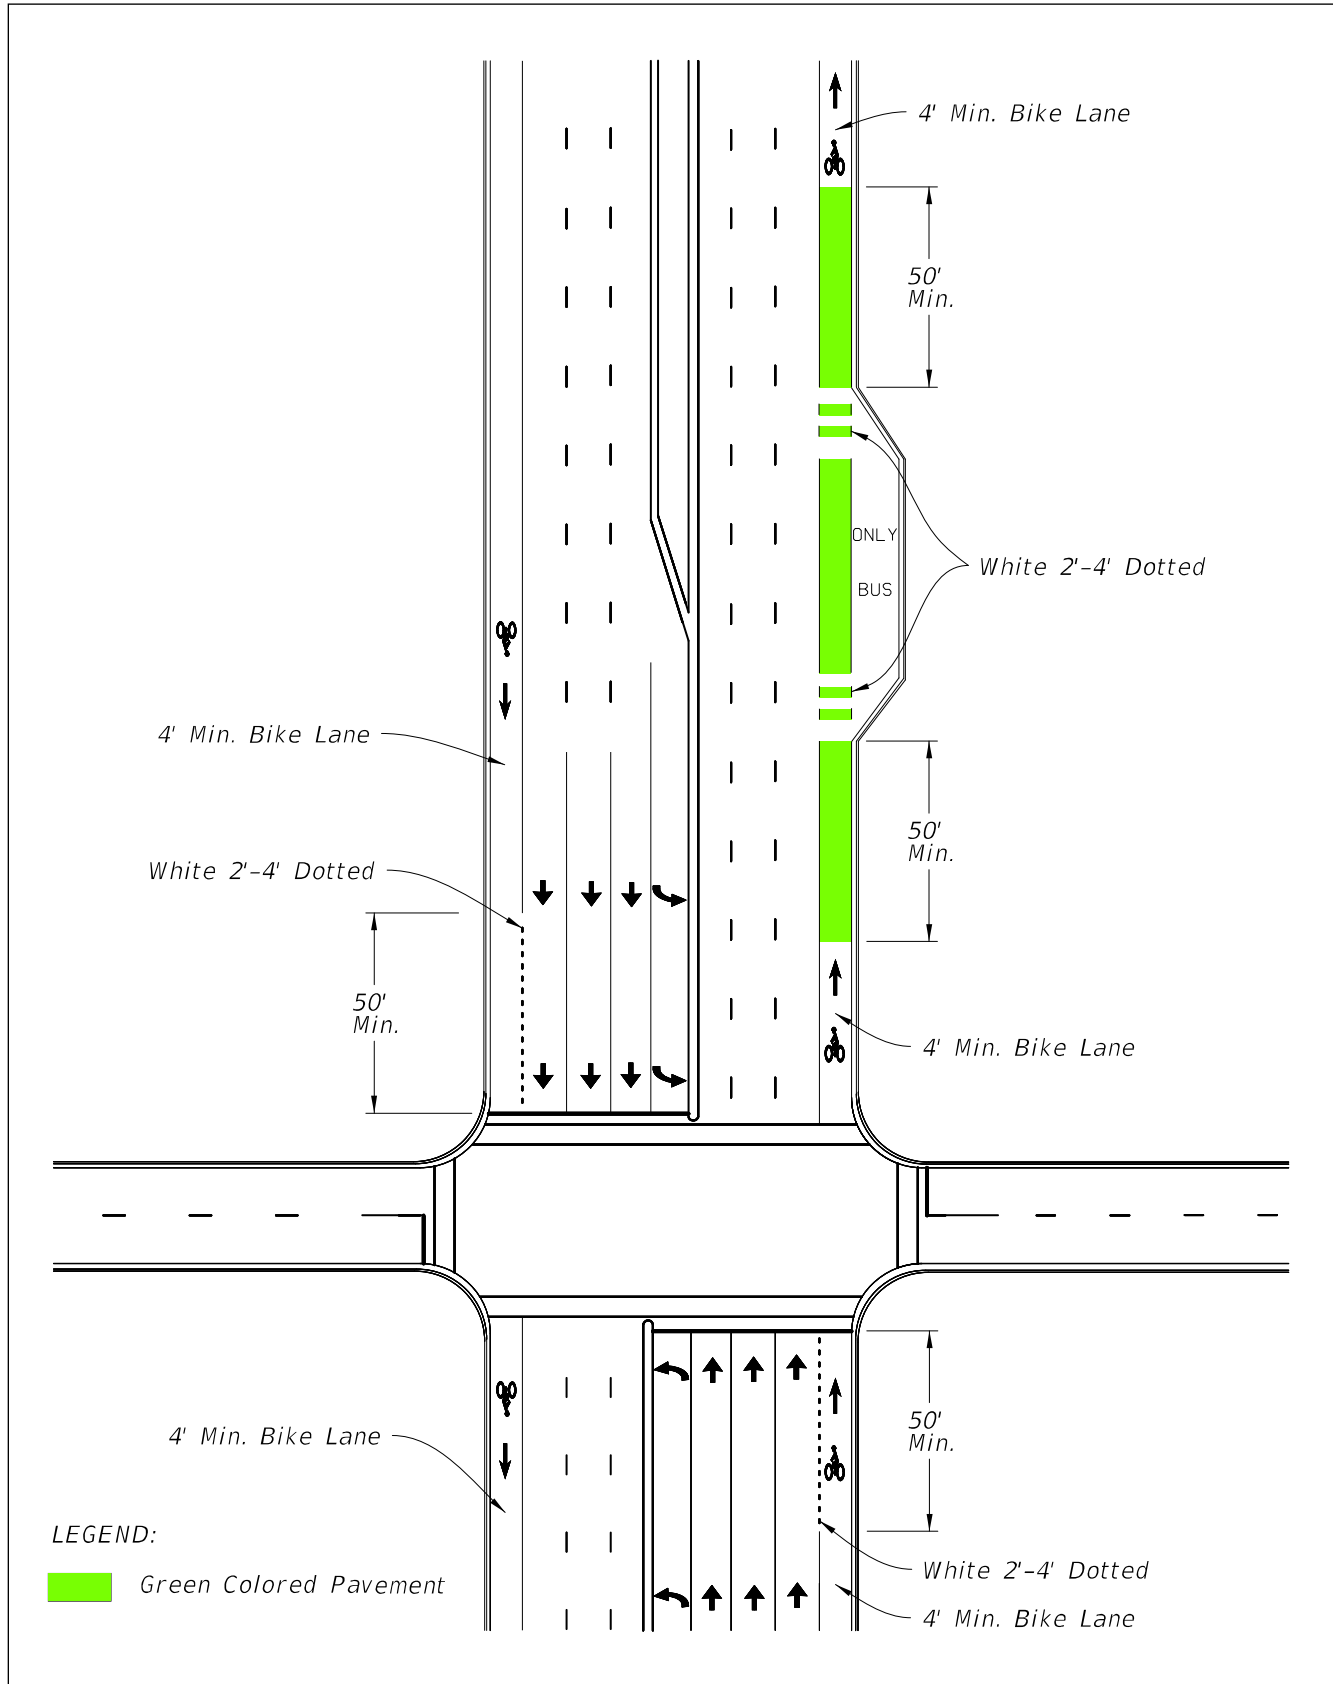 4' Min. Bike Lane
50'
Min.
ONLY
BUS
White 2'-4' Dotted
4' Min. Bike Lane
White 2'-4' Dotted
50'
Min.
50'
Min.
4' Min. Bike Lane
50'
Min.
4' Min. Bike Lane
LEGEND:
Green Colored Pavement
White 2'-4' Dotted
4' Min. Bike Lane